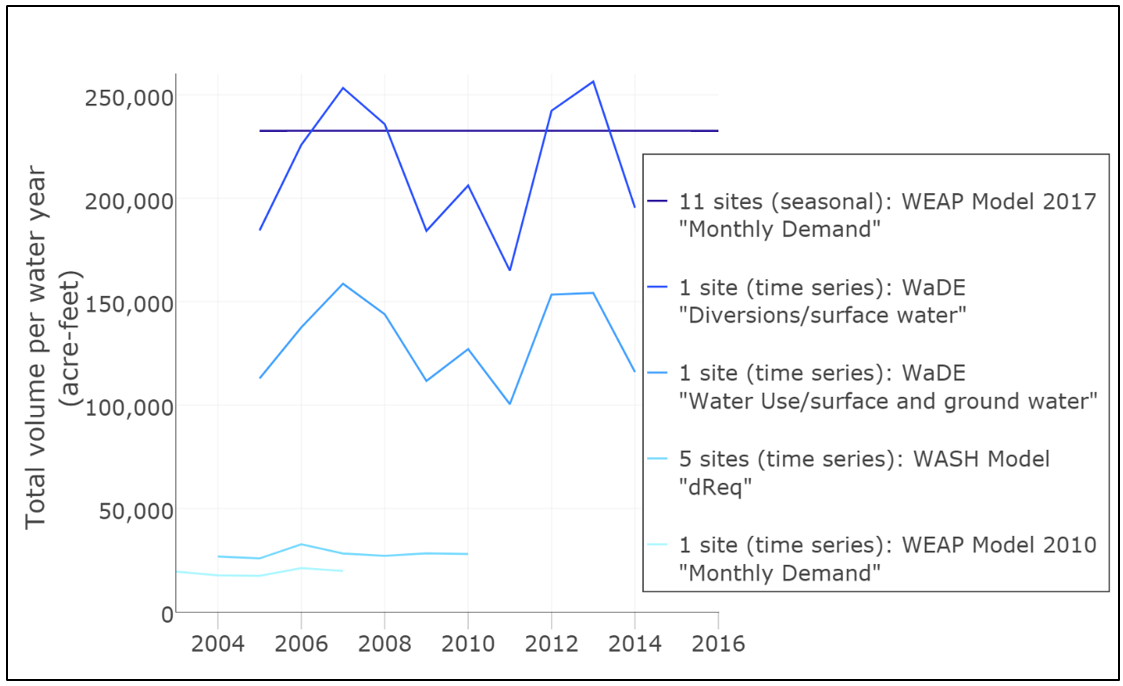 Total volume per water year
(acre-feet)
250,000
200,000
150,000
100,000
50,000
0
2004
2006
2008
2010
2012
2014
2016
11 sites (seasonal): WEAP Model 2017
"Monthly Demand"
1 site (time series): WaDE
"Diversions/surface water"
1 site (time series): WaDE
"Water Use/surface and ground water"
5 sites (time series): WASH Model
"dReq"
1 site (time series): WEAP Model 2010
"Monthly Demand"